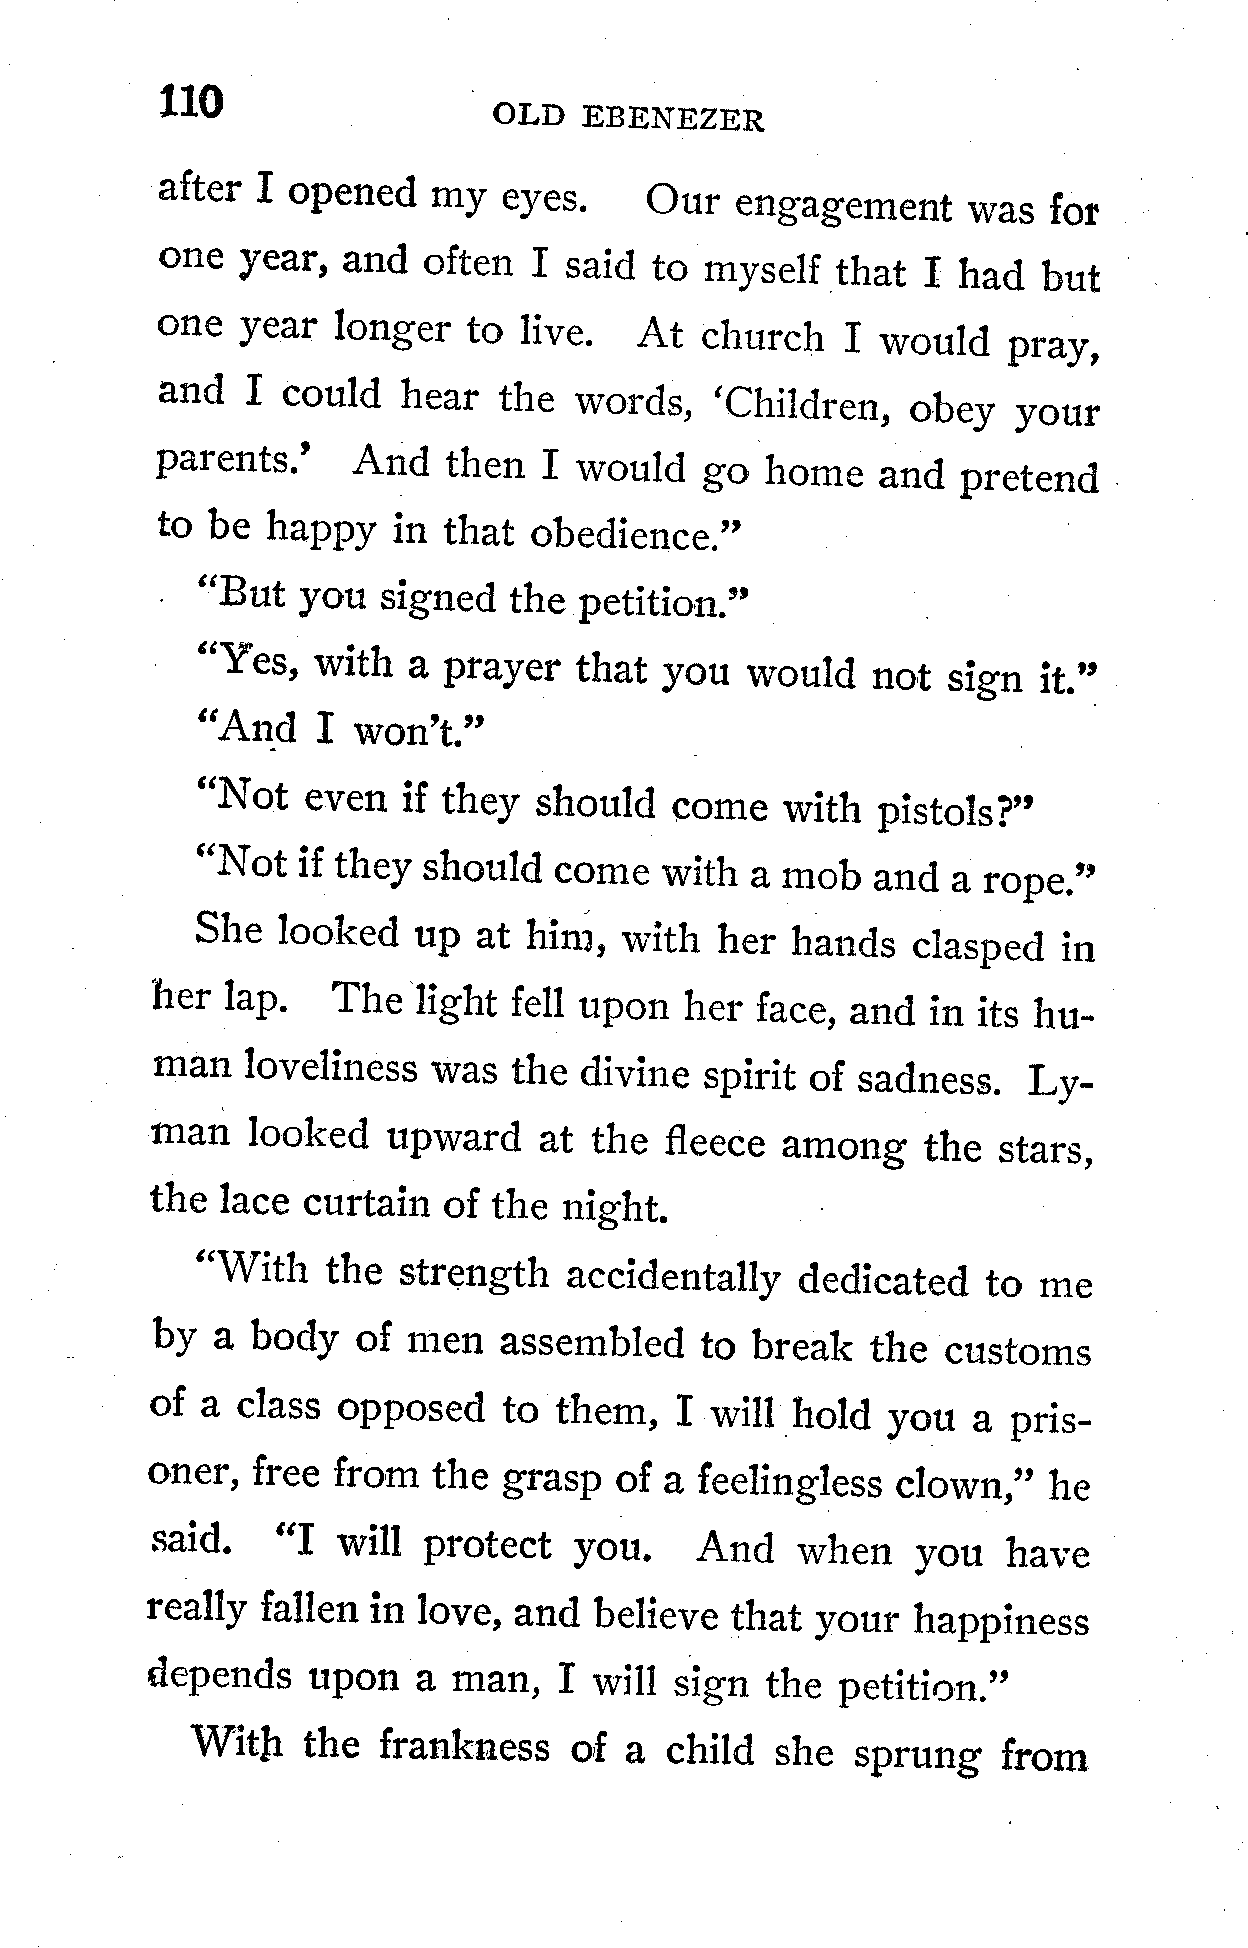 110
OLD EBENEZER
after I opened my eyes. Our engagement was for
one year, and often I said to myself that I had but
one year longer to live. At church I would pray,
and I could hear the words, ‘Children, obey your
parents.’ And then I would go home and pretend
to be happy in that obedience.”
“But you signed the petition.”
“Yes, with a prayer that you would not sign it.”
“And I won’t.”
“Not even if they should come with pistols?”
“Not if they should come with a mob and a rope.”
She looked up at him, with her hands clasped in
her lap. The light fell upon her face, and in its hu-
man loveliness was the divine spirit of sadness. Ly-
man looked upward at the fleece among the stars,
the lace curtain of the night.
“With the strength accidentally dedicated to me
by a body of men assembled to break the customs
of a class opposed to them, I will hold you a pris-
oner, free from the grasp of a feelingless clown,” he
said. “I will protect you. And when you have
really fallen in love, and believe that your happiness
depends upon a man, I will sign the petition.”
With the frankness of a child she sprung from